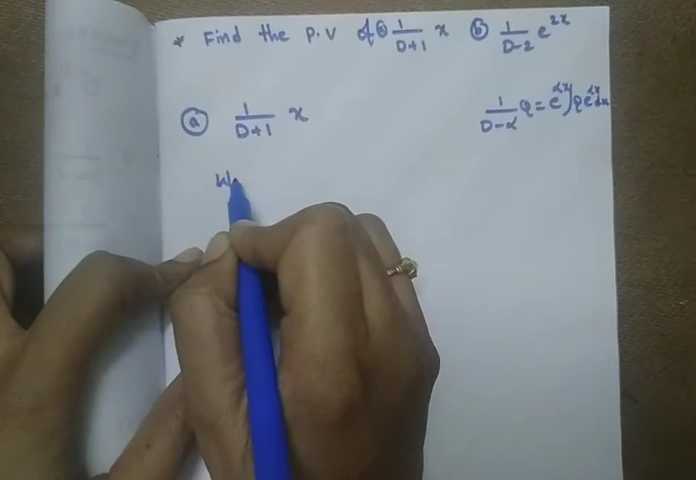 * Find the P.V of ⓐ 1/(D+1) x ⓑ 1/(D-2) e^{2x}
ⓐ 1/(D+1) x
1/(D-α) Q = e^{αx} ∫ Q e^{αx} dx
W